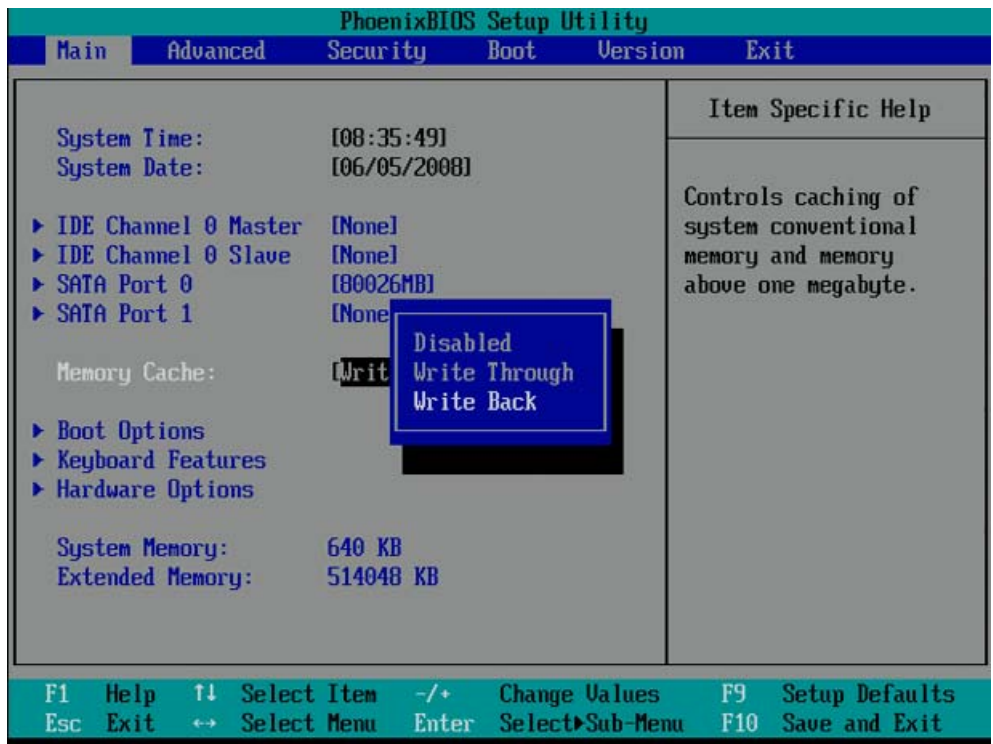 PhoenixBIOS Setup Utility
Main Advanced Security Boot Version Exit
System Time: [08:35:49]
System Date: [06/05/2008]
▶ IDE Channel 0 Master [None]
▶ IDE Channel 0 Slave [None]
▶ SATA Port 0 [80026MB]
▶ SATA Port 1 [None
Memory Cache: [Writ
Disabled
Write Through
Write Back
▶ Boot Options
▶ Keyboard Features
▶ Hardware Options
System Memory: 640 KB
Extended Memory: 514048 KB
Item Specific Help
Controls caching of
system conventional
memory and memory
above one megabyte.
F1 Help ↑↓ Select Item -/+ Change Values F9 Setup Defaults
Esc Exit ↔ Select Menu Enter Select▶Sub-Menu F10 Save and Exit